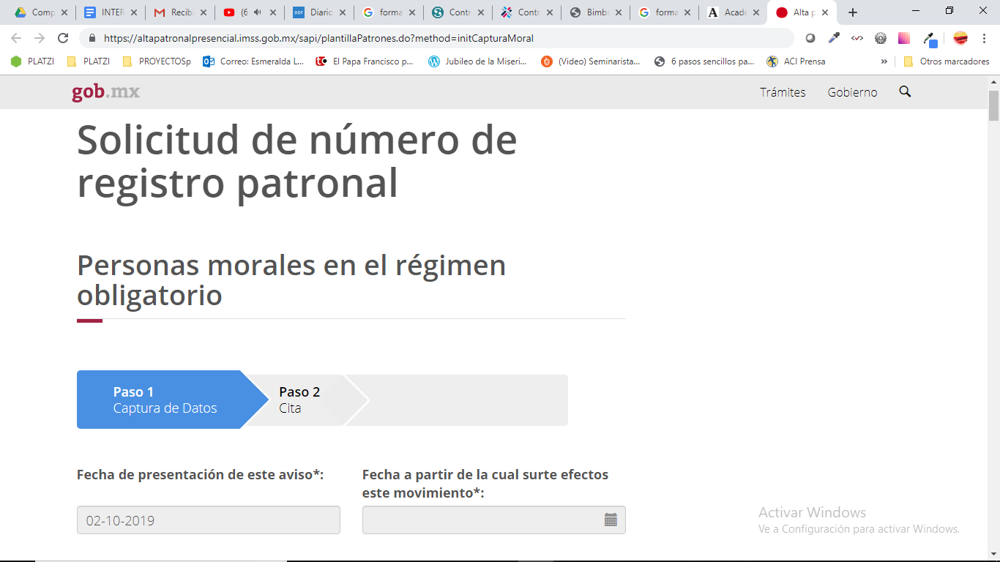 Comp
INTER
Recib
(6
Diario
forma
Contr
Contr
Bimb
forma
Acade
Alta p
https://altapatronalpresencial.imss.gob.mx/sapi/plantillaPatrones.do?method=initCapturaMoral
PLATZI
PLATZI
PROYECTOSp
Correo: Esmeralda L...
El Papa Francisco p...
Jubileo de la Miseri...
(Video) Seminarista...
6 pasos sencillos pa...
ACI Prensa
»
Otros marcadores
gob.mx
Trámites
Gobierno
Solicitud de número de
registro patronal
Personas morales en el régimen
obligatorio
Paso 1
Captura de Datos
Paso 2
Cita
Fecha de presentación de este aviso*:
Fecha a partir de la cual surte efectos
este movimiento*:
02-10-2019
Activar Windows
Ve a Configuración para activar Windows.